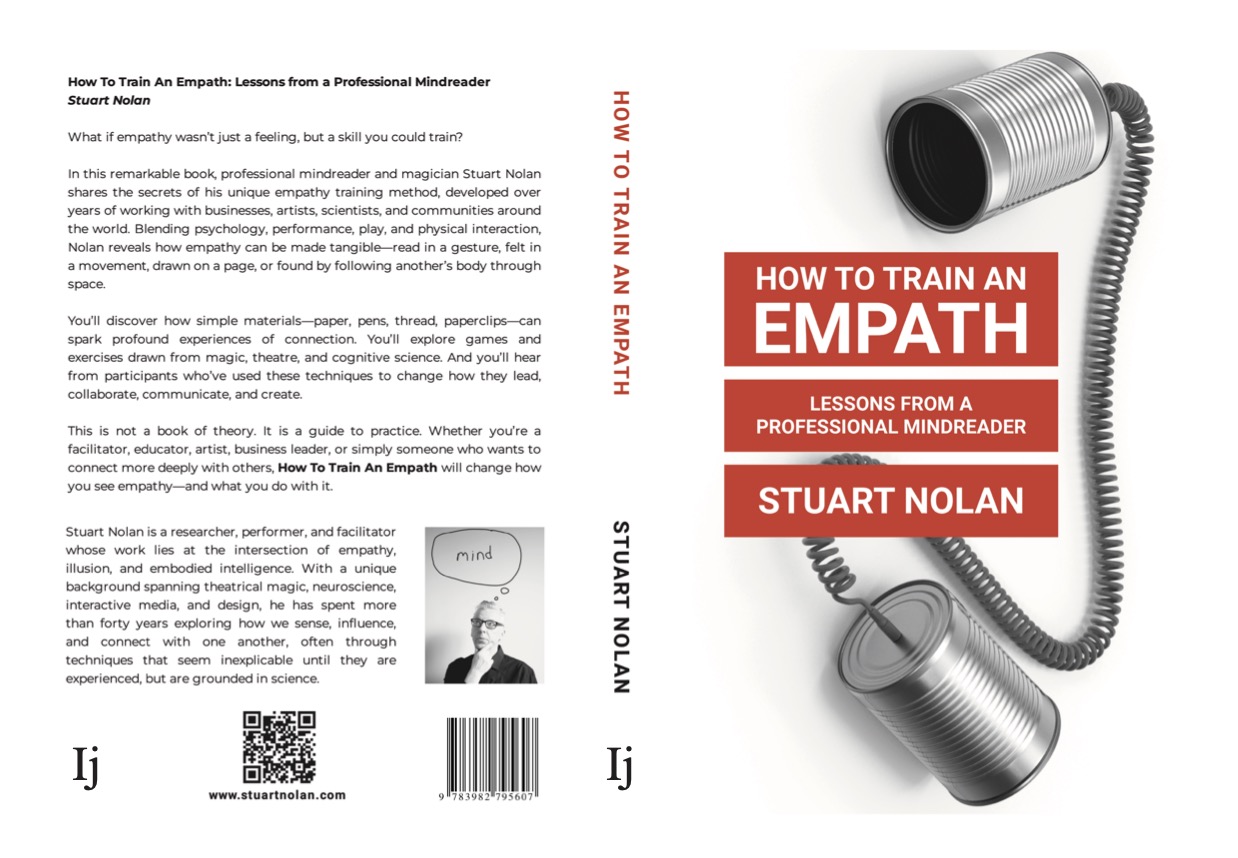 How To Train An Empath: Lessons from a Professional Mindreader
Stuart Nolan
What if empathy wasn't just a feeling, but a skill you could train?
In this remarkable book, professional mindreader and magician Stuart Nolan
shares the secrets of his unique empathy training method, developed over
years of working with businesses, artists, scientists, and communities around
the world. Blending psychology, performance, play, and physical interaction,
Nolan reveals how empathy can be made tangible—read in a gesture, felt in
a movement, drawn on a page, or found by following another's body through
space.
You'll discover how simple materials—paper, pens, thread, paperclips—can
spark profound experiences of connection. You'll explore games and
exercises drawn from magic, theatre, and cognitive science. And you'll hear
from participants who've used these techniques to change how they lead,
collaborate, communicate, and create.
This is not a book of theory. It is a guide to practice. Whether you're a
facilitator, educator, artist, business leader, or simply someone who wants to
connect more deeply with others, How To Train An Empath will change how
you see empathy—and what you do with it.
Stuart Nolan is a researcher, performer, and facilitator
whose work lies at the intersection of empathy,
illusion, and embodied intelligence. With a unique
background spanning theatrical magic, neuroscience,
interactive media, and design, he has spent more
than forty years exploring how we sense, influence,
and connect with one another, often through
techniques that seem inexplicable until they are
experienced, but are grounded in science.
mind
Ij
www.stuartnolan.com
9 783982 795607
HOW TO TRAIN AN EMPATH
STUART NOLAN
Ij
HOW TO TRAIN AN
EMPATH
LESSONS FROM A
PROFESSIONAL MINDREADER
STUART NOLAN